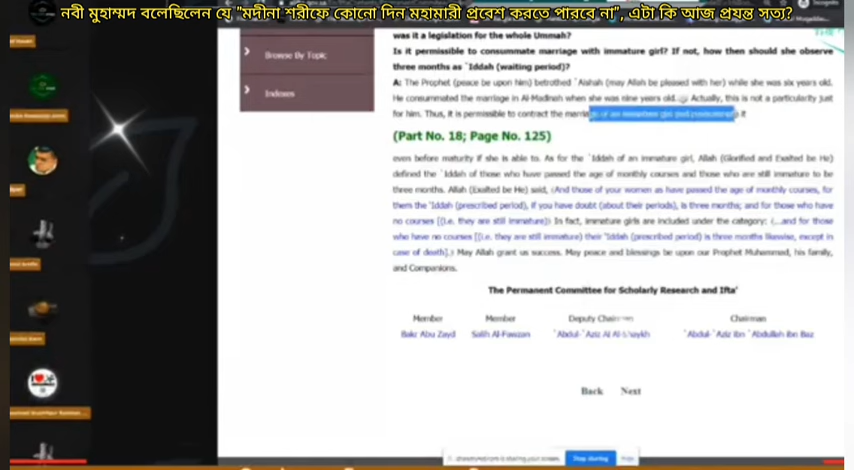 নবী মুহাম্মদ বলেছিলেন যে "মদীনা শরীফে কোনো দিন মহামারী প্রবেশ করতে পারবে না", এটা কি আজ প্রযন্ত সত্য?
was it a legislation for the whole Ummah?
Is it permissible to consummate marriage with immature girl? If not, how then should she observe
three months as `Iddah (waiting period)?
A: The Prophet (peace be upon him) betrothed `Aishah (may Allah be pleased with her) while she was six years old.
He consummated the marriage in Al-Madinah when she was nine years old. Actually, this is not a particularity just
for him. Thus, it is permissible to contract the marriage of an immature girl and consummate it
(Part No. 18; Page No. 125)
even before maturity if she is able to. As for the `Iddah of an immature girl, Allah (Glorified and Exalted be He)
defined the `Iddah of those who have passed the age of monthly courses and those who are still immature to be
three months. Allah (Exalted be He) said, (And those of your women as have passed the age of monthly courses, for
them the 'Iddah (prescribed period), if you have doubt (about their periods), is three months; and for those who have
no courses [(i.e. they are still immature)) In fact, immature girls are included under the category: (...and for those
who have no courses [(i.e. they are still immature) their 'Iddah (prescribed period) is three months likewise, except in
case of death].) May Allah grant us success. May peace and blessings be upon our Prophet Muhammad, his family,
and Companions.
The Permanent Committee for Scholarly Research and Ifta'
Member Member Deputy Chairman Chairman
Bakr Abu Zayd Salih Al-Fawzan `Abdul-`Aziz Al Al-Shaykh `Abdul-`Aziz ibn `Abdullah ibn Baz
Back Next
Browse By Topic
Indexes
is sharing your screen. Stop sharing Hide